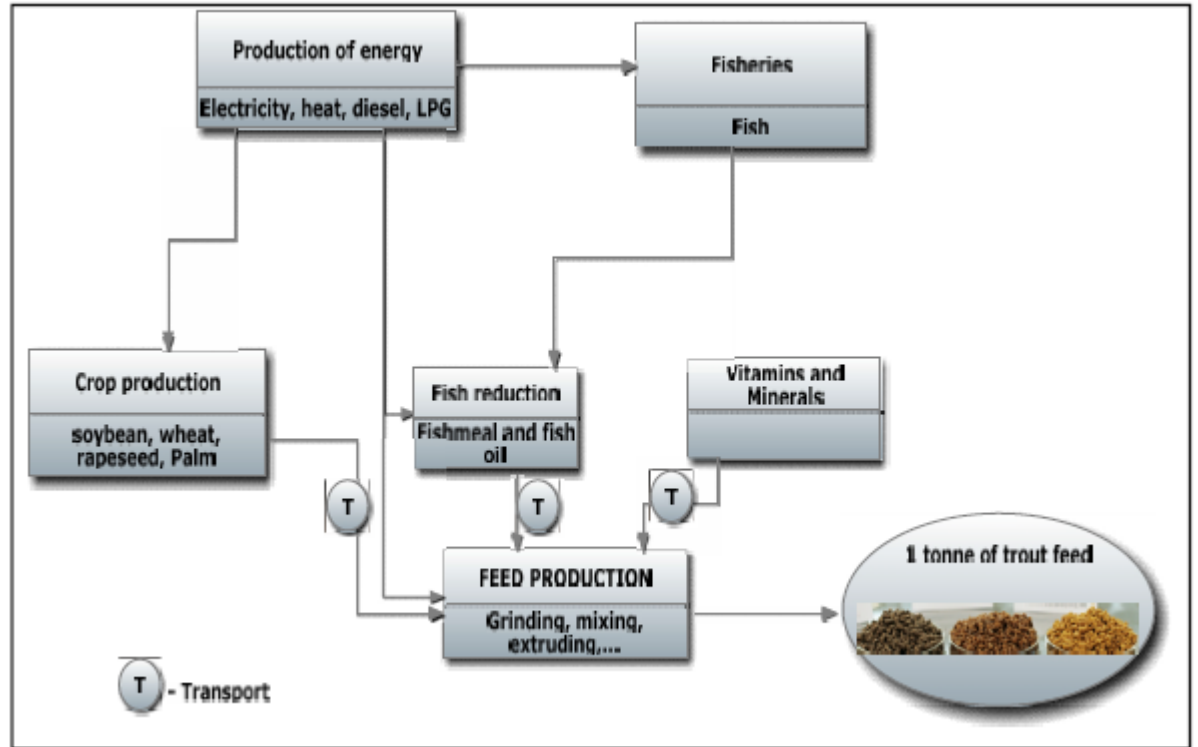 Production of energy
Electricity, heat, diesel, LPG
Fisheries
Fish
Crop production
soybean, wheat,
rapeseed, Palm
Fish reduction
Fishmeal and fish
oil
Vitamins and
Minerals
T
T
T
FEED PRODUCTION
Grinding, mixing,
extruding,...
1 tonne of trout feed
T - Transport